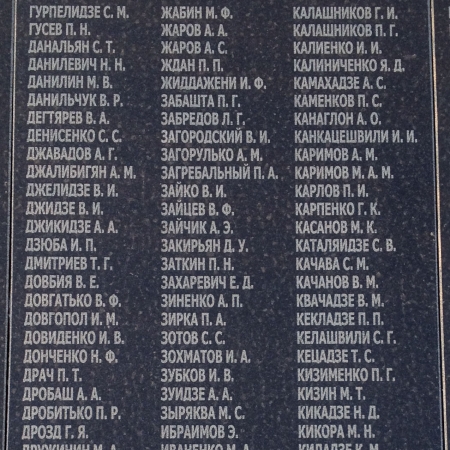 ГУРПЕЛИДЗЕ С. М.
ГУСЕВ П. Н.
ДАНАЛЬЯН С. Т.
ДАНИЛЕВИЧ Н. Н.
ДАНИЛИН М. В.
ДАНИЛЬЧУК В. Р.
ДЕГТЯРЕВ В. А.
ДЕНИСЕНКО С. С.
ДЖАВАДОВ А. Г.
ДЖАЛИБИГЯН А. М.
ДЖЕЛИДЗЕ В. И.
ДЖИДЗЕ В. И.
ДЖИКИДЗЕ А. А.
ДЗЮБА И. П.
ДМИТРИЕВ Т. Г.
ДОВБИЯ В. Е.
ДОВГАТЬКО В. Ф.
ДОВГОПОЛ И. М.
ДОВИДЕНКО И. В.
ДОНЧЕНКО Н. Ф.
ДРАЧ П. Т.
ДРОБАШ А. А.
ДРОБИТЬКО П. Р.
ДРОЗД Г. Я.
ДРУЖИНИН М. А.
ЖАБИН М. Ф.
ЖАРОВ А. А.
ЖАРОВ А. С.
ЖДАН П. П.
ЖИДДАЖЕНИ И. Ф.
ЗАБАШТА П. Г.
ЗАБРЕДОВ Л. Г.
ЗАГОРОДСКИЙ В. И.
ЗАГОРУЛЬКО А. М.
ЗАГРЕБАЛЬНЫЙ П. А.
ЗАЙКО В. И.
ЗАЙЦЕВ В. Ф.
ЗАЙЧИК А. Э.
ЗАКИРЬЯН Д. У.
ЗАТКИН П. Н.
ЗАХАРЕВИЧ Е. Д.
ЗИНЕНКО А. П.
ЗИРКА П. А.
ЗОТОВ С. С.
ЗОХМАТОВ И. А.
ЗУБКОВ И. В.
ЗУИДЗЕ А. А.
ЗЫРЯКВА М. С.
ИБРАИМОВ Э.
ИВАНЕНКО М. А.
КАЛАШНИКОВ Г. И.
КАЛАШНИКОВ П. Г.
КАЛИЕНКО И. И.
КАЛИНИЧЕНКО Я. Д.
КАМАХАДЗЕ А. С.
КАМЕНКОВ П. С.
КАНАГЛОН А. О.
КАНКАЦЕШВИЛИ И. И.
КАРИМОВ А. М.
КАРИМОВ М. А. М.
КАРЛОВ П. И.
КАРПЕНКО Г. К.
КАСАНОВ М. К.
КАТАЛЯИДЗЕ С. В.
КАЧАВА С. М.
КАЧАНОВ В. М.
КВАЧАДЗЕ В. М.
КЕКЛАДЗЕ П. П.
КЕЛАШВИЛИ С. Г.
КЕЦАДЗЕ Т. С.
КИЗИМЕНКО П. Г.
КИЗИН М. Т.
КИКАДЗЕ Н. Д.
КИКОРА М. Н.